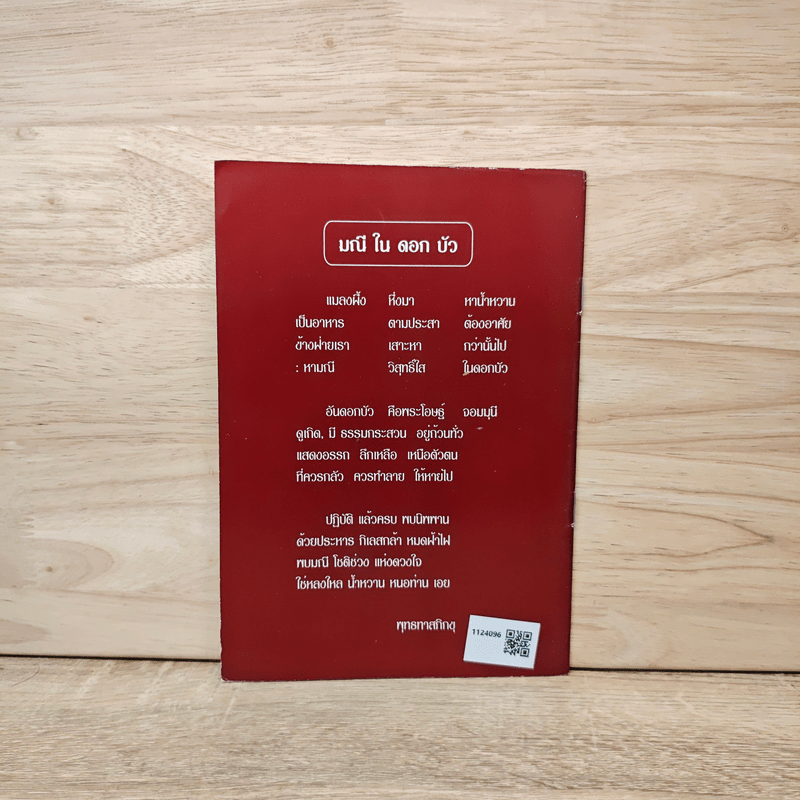 มณี ใน ดอก บัว
แมลงผึ้ง หึ่งมา หาน้ำหวาน
เป็นอาหาร ตามประสา ต้องอาศัย
ข้างฝ่ายเรา เสาะหา กว่านั้นไป
: หามณี วิสุทธิ์ใส ในดอกบัว
อันดอกบัว คือพระโอษฐ์ จอมมุนี
ดูเถิด, มี ธรรมกระสวน อยู่ถ้วนทั่ว
แสดงอรรถ ลึกเหลือ เหนือตัวตน
ที่ควรกลัว ควรทำลาย ให้หายไป
ปฏิบัติ แล้วครบ พบนิพพาน
ด้วยประหาร กิเลสกล้า หมดฝ้าไฝ
พบมณี โชติช่วง แห่งดวงใจ
ใช่หลงใหล น้ำหวาน หนอท่าน เอย
พุทธทาสภิกขุ
1124096